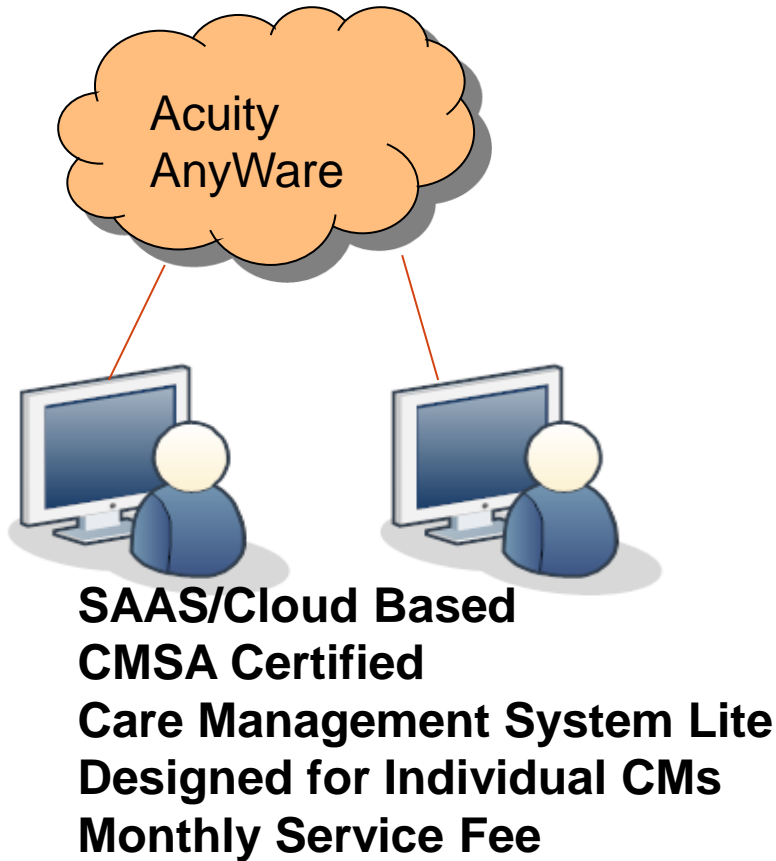 Acuity
AnyWare
SAAS/Cloud Based
CMSA Certified
Care Management System Lite
Designed for Individual CMs
Monthly Service Fee